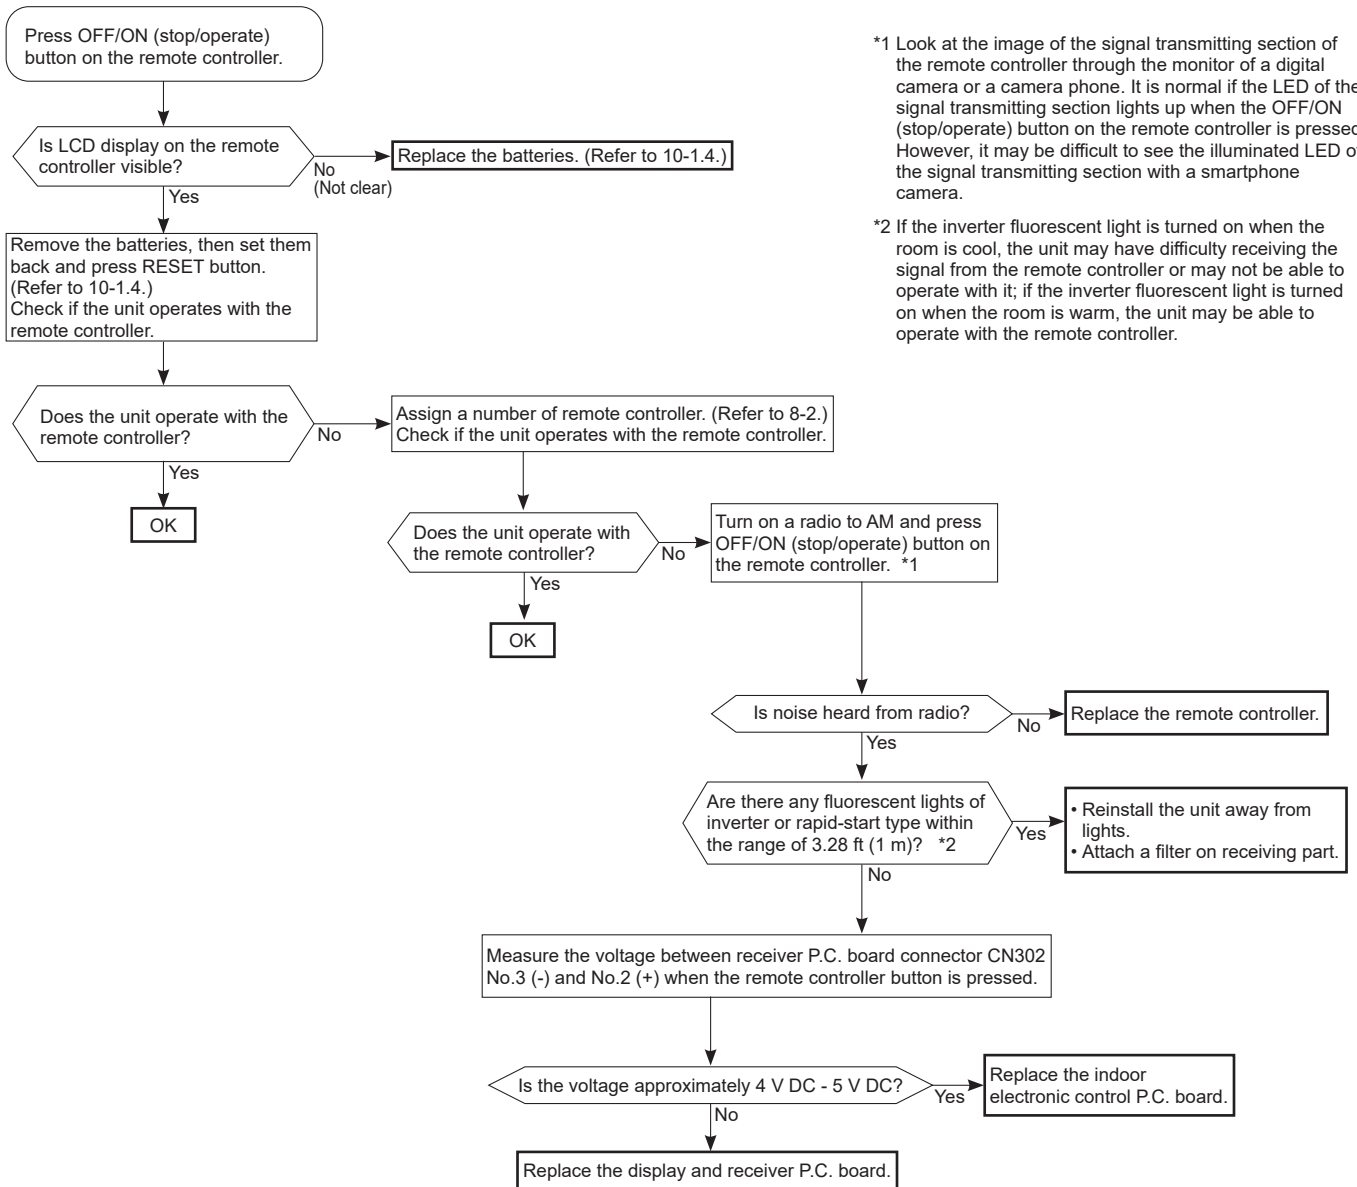 Press OFF/ON (stop/operate)
button on the remote controller.
Is LCD display on the remote
controller visible?
No
(Not clear)
Replace the batteries. (Refer to 10-1.4.)
Yes
Remove the batteries, then set them
back and press RESET button.
(Refer to 10-1.4.)
Check if the unit operates with the
remote controller.
Does the unit operate with the
remote controller?
No
Yes
OK
Assign a number of remote controller. (Refer to 8-2.)
Check if the unit operates with the remote controller.
Does the unit operate with
the remote controller?
No
Yes
OK
Turn on a radio to AM and press
OFF/ON (stop/operate) button on
the remote controller. *1
Is noise heard from radio?
No
Replace the remote controller.
Yes
Are there any fluorescent lights of
inverter or rapid-start type within
the range of 3.28 ft (1 m)? *2
Yes
• Reinstall the unit away from
lights.
• Attach a filter on receiving part.
No
Measure the voltage between receiver P.C. board connector CN302
No.3 (-) and No.2 (+) when the remote controller button is pressed.
Is the voltage approximately 4 V DC - 5 V DC?
Yes
Replace the indoor
electronic control P.C. board.
No
Replace the display and receiver P.C. board.
*1 Look at the image of the signal transmitting section of
the remote controller through the monitor of a digital
camera or a camera phone. It is normal if the LED of the
signal transmitting section lights up when the OFF/ON
(stop/operate) button on the remote controller is pressed
However, it may be difficult to see the illuminated LED of
the signal transmitting section with a smartphone
camera.
*2 If the inverter fluorescent light is turned on when the
room is cool, the unit may have difficulty receiving the
signal from the remote controller or may not be able to
operate with it; if the inverter fluorescent light is turned
on when the room is warm, the unit may be able to
operate with the remote controller.